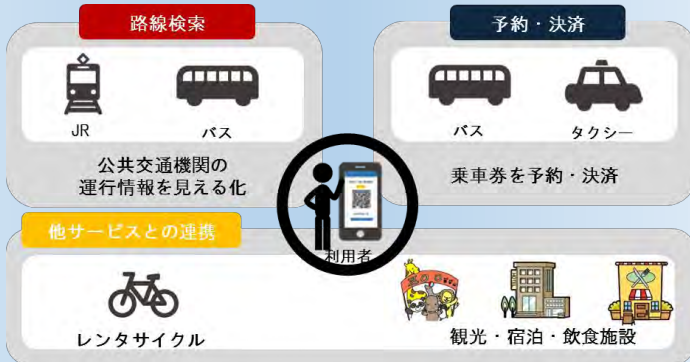 路線検索
JR
バス
公共交通機関の
運行情報を見える化
予約・決済
バス
タクシー
乗車券を予約・決済
利用者
他サービスとの連携
レンタサイクル
観光・宿泊・飲食施設